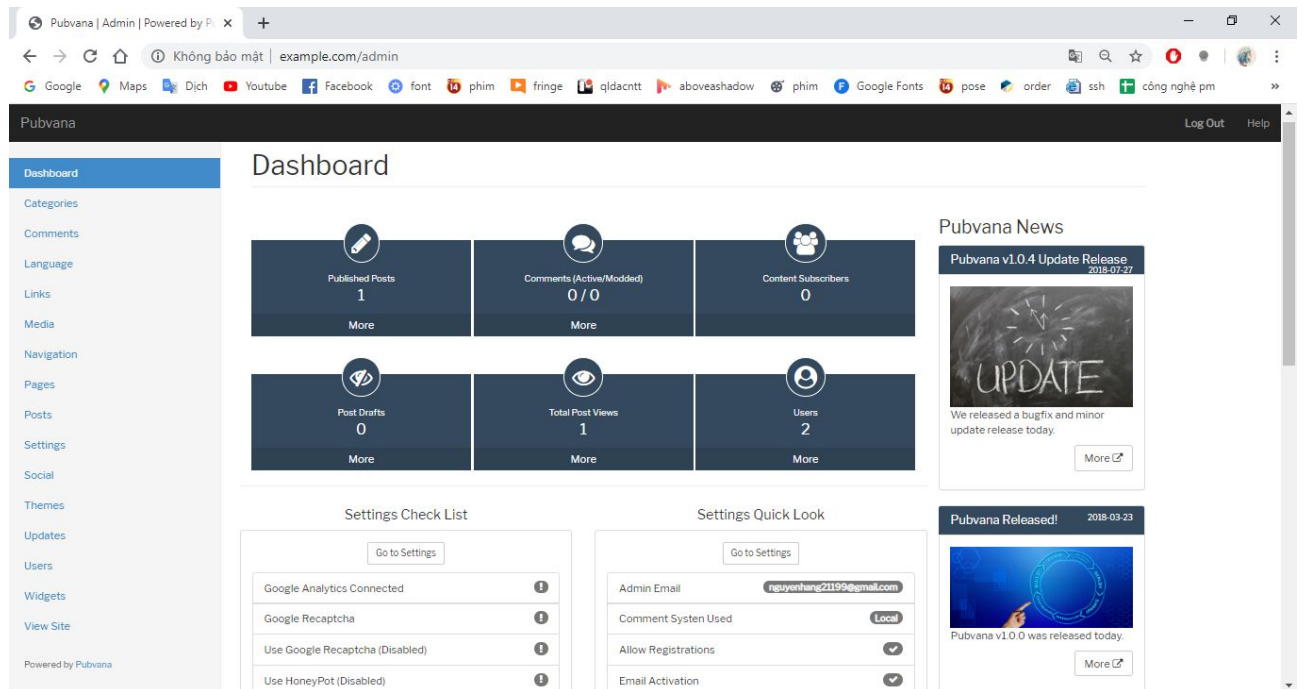 Pubvana | Admin | Powered by P
Không bảo mật | example.com/admin
Google Maps Dịch Youtube Facebook font phim fringe qldacntt aboveashadow phim Google Fonts pose order ssh công nghệ pm »
Pubvana Log Out Help
Dashboard
Categories
Comments
Language
Links
Media
Navigation
Pages
Posts
Settings
Social
Themes
Updates
Users
Widgets
View Site
Powered by Pubvana
Dashboard
Published Posts
1
More
Comments (Active/Modded)
0 / 0
More
Content Subscribers
0
Post Drafts
0
More
Total Post Views
1
More
Users
2
More
Settings Check List
Go to Settings
Google Analytics Connected
Google Recaptcha
Use Google Recaptcha (Disabled)
Use HoneyPot (Disabled)
Settings Quick Look
Go to Settings
Admin Email nguyenhang21199@gmail.com
Comment Systen Used Local
Allow Registrations
Email Activation
Pubvana News
Pubvana v1.0.4 Update Release
2018-07-27
UPDATE
We released a bugfix and minor
update release today.
More
Pubvana Released! 2018-03-23
Pubvana v1.0.0 was released today.
More